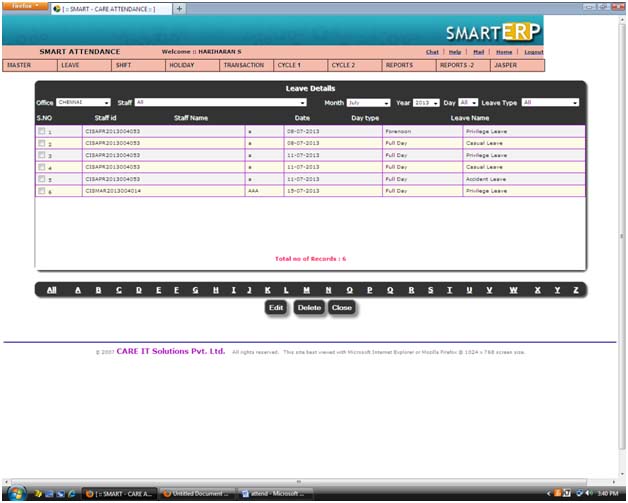 Firefox
[ :: SMART - CARE ATTENDANCE :: ] +
SMARTERP
SMART ATTENDANCE Welcome :: HARIHARAN S Chat | Help | Mail | Home | Logout
MASTER LEAVE SHIFT HOLIDAY TRANSACTION CYCLE 1 CYCLE 2 REPORTS REPORTS -2 JASPER
Leave Details
Office CHENNAI Staff All Month July Year 2013 Day All Leave Type All
S.NO Staff id Staff Name Date Day type Leave Name
1 CISAPR2013004053 a 08-07-2013 Forenoon Privilege Leave
2 CISAPR2013004053 a 08-07-2013 Full Day Casual Leave
3 CISAPR2013004053 a 11-07-2013 Full Day Privilege Leave
4 CISAPR2013004053 a 11-07-2013 Full Day Casual Leave
5 CISAPR2013004053 a 11-07-2013 Full Day Accident Leave
6 CISMAR2013004014 AAA 15-07-2013 Full Day Privilege Leave
Total no of Records : 6
All A B C D E F G H I J K L M N O P Q R S T U V W X Y Z
Edit Delete Close
© 2007 CARE IT Solutions Pvt. Ltd. All rights reserved. This site best viewed with Microsoft Internet Explorer or Mozilla Firefox @ 1024 x 768 screen size.
[ :: SMART - CARE A... Untitled Document ... attend - Microsoft ... 3:40 PM